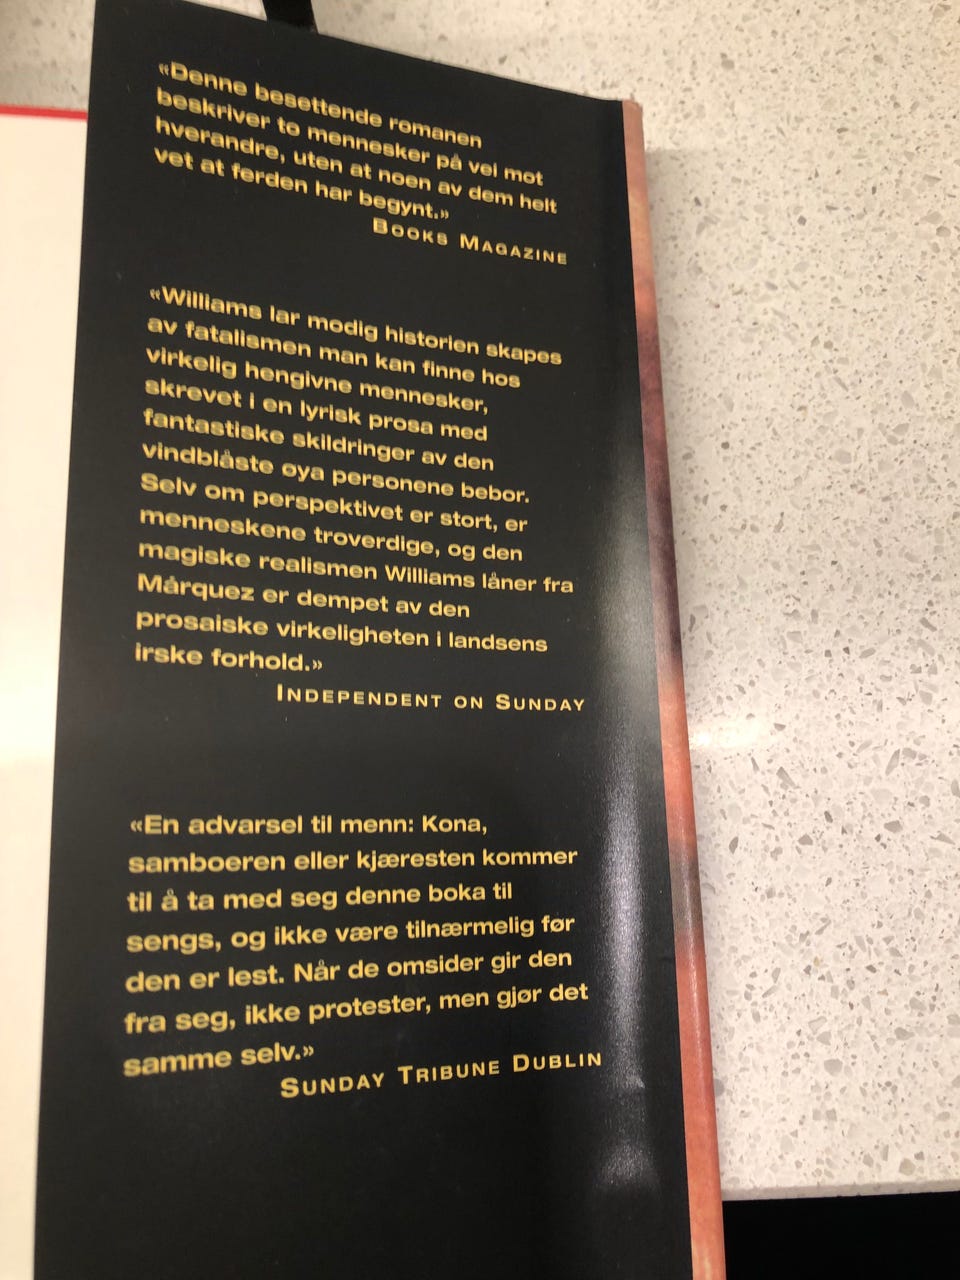 «Denne besettende romanen
beskriver to mennesker på vei mot
hverandre, uten at noen av dem helt
vet at ferden har begynt.»
BOOKS MAGAZINE
«Williams lar modig historien skapes
av fatalismen man kan finne hos
virkelig hengivne mennesker,
skrevet i en lyrisk prosa med
fantastiske skildringer av den
vindblåste øya personene bebor.
Selv om perspektivet er stort, er
menneskene troverdige, og den
magiske realismen Williams låner fra
Márquez er dempet av den
prosaiske virkeligheten i landsens
irske forhold.»
INDEPENDENT ON SUNDAY
«En advarsel til menn: Kona,
samboeren eller kjæresten kommer
til å ta med seg denne boka til
sengs, og ikke være tilnærmelig før
den er lest. Når de omsider gir den
fra seg, ikke protester, men gjør det
samme selv.»
SUNDAY TRIBUNE DUBLIN